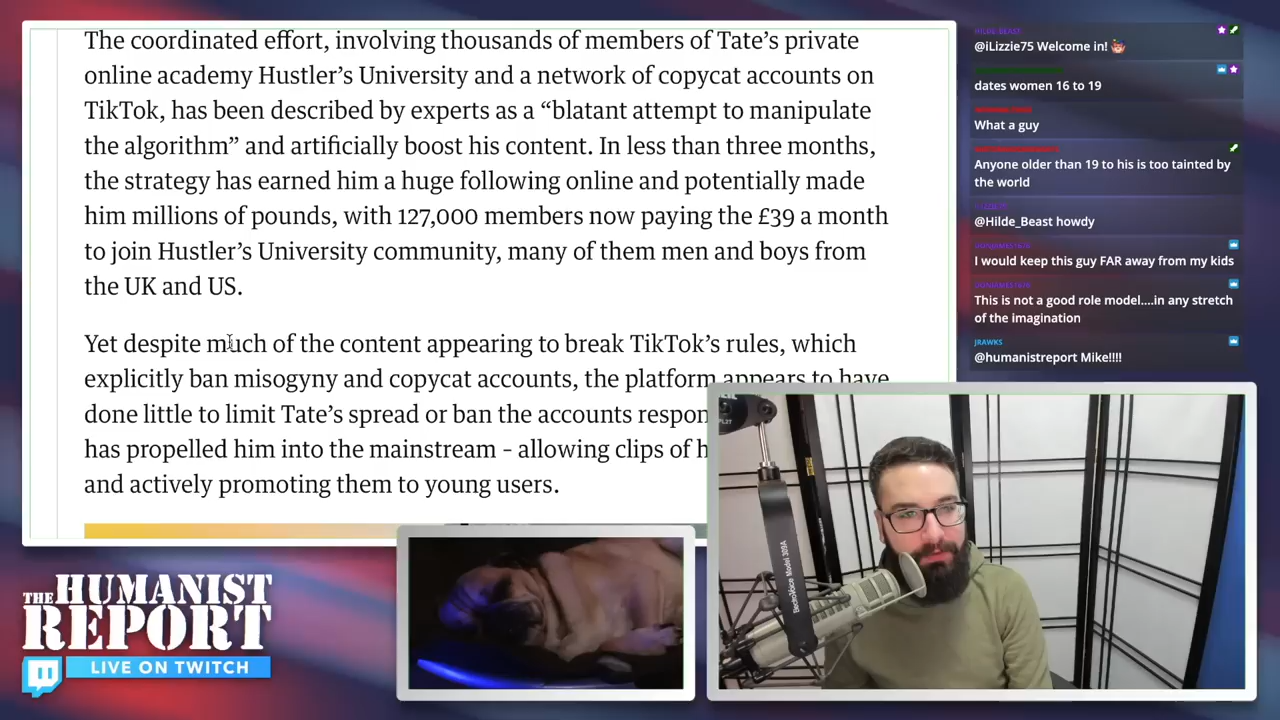 The coordinated effort, involving thousands of members of Tate’s private
online academy Hustler’s University and a network of copycat accounts on
TikTok, has been described by experts as a “blatant attempt to manipulate
the algorithm” and artificially boost his content. In less than three months,
the strategy has earned him a huge following online and potentially made
him millions of pounds, with 127,000 members now paying the £39 a month
to join Hustler’s University community, many of them men and boys from
the UK and US.
Yet despite much of the content appearing to break TikTok’s rules, which
explicitly ban misogyny and copycat accounts, the platform appears to have
done little to limit Tate’s spread or ban the accounts
has propelled him into the mainstream – allowing clips of
and actively promoting them to young users.
HILDE_BEAST
@iLizzie75 Welcome in!
dates women 16 to 19
What a guy
Anyone older than 19 to his is too tainted by
the world
@Hilde_Beast howdy
I would keep this guy FAR away from my kids
This is not a good role model....in any stretch
of the imagination
JRAWKS
@humanistreport Mike!!!!
THE HUMANIST
REPORT
LIVE ON TWITCH
ElectroVoice Model 309A